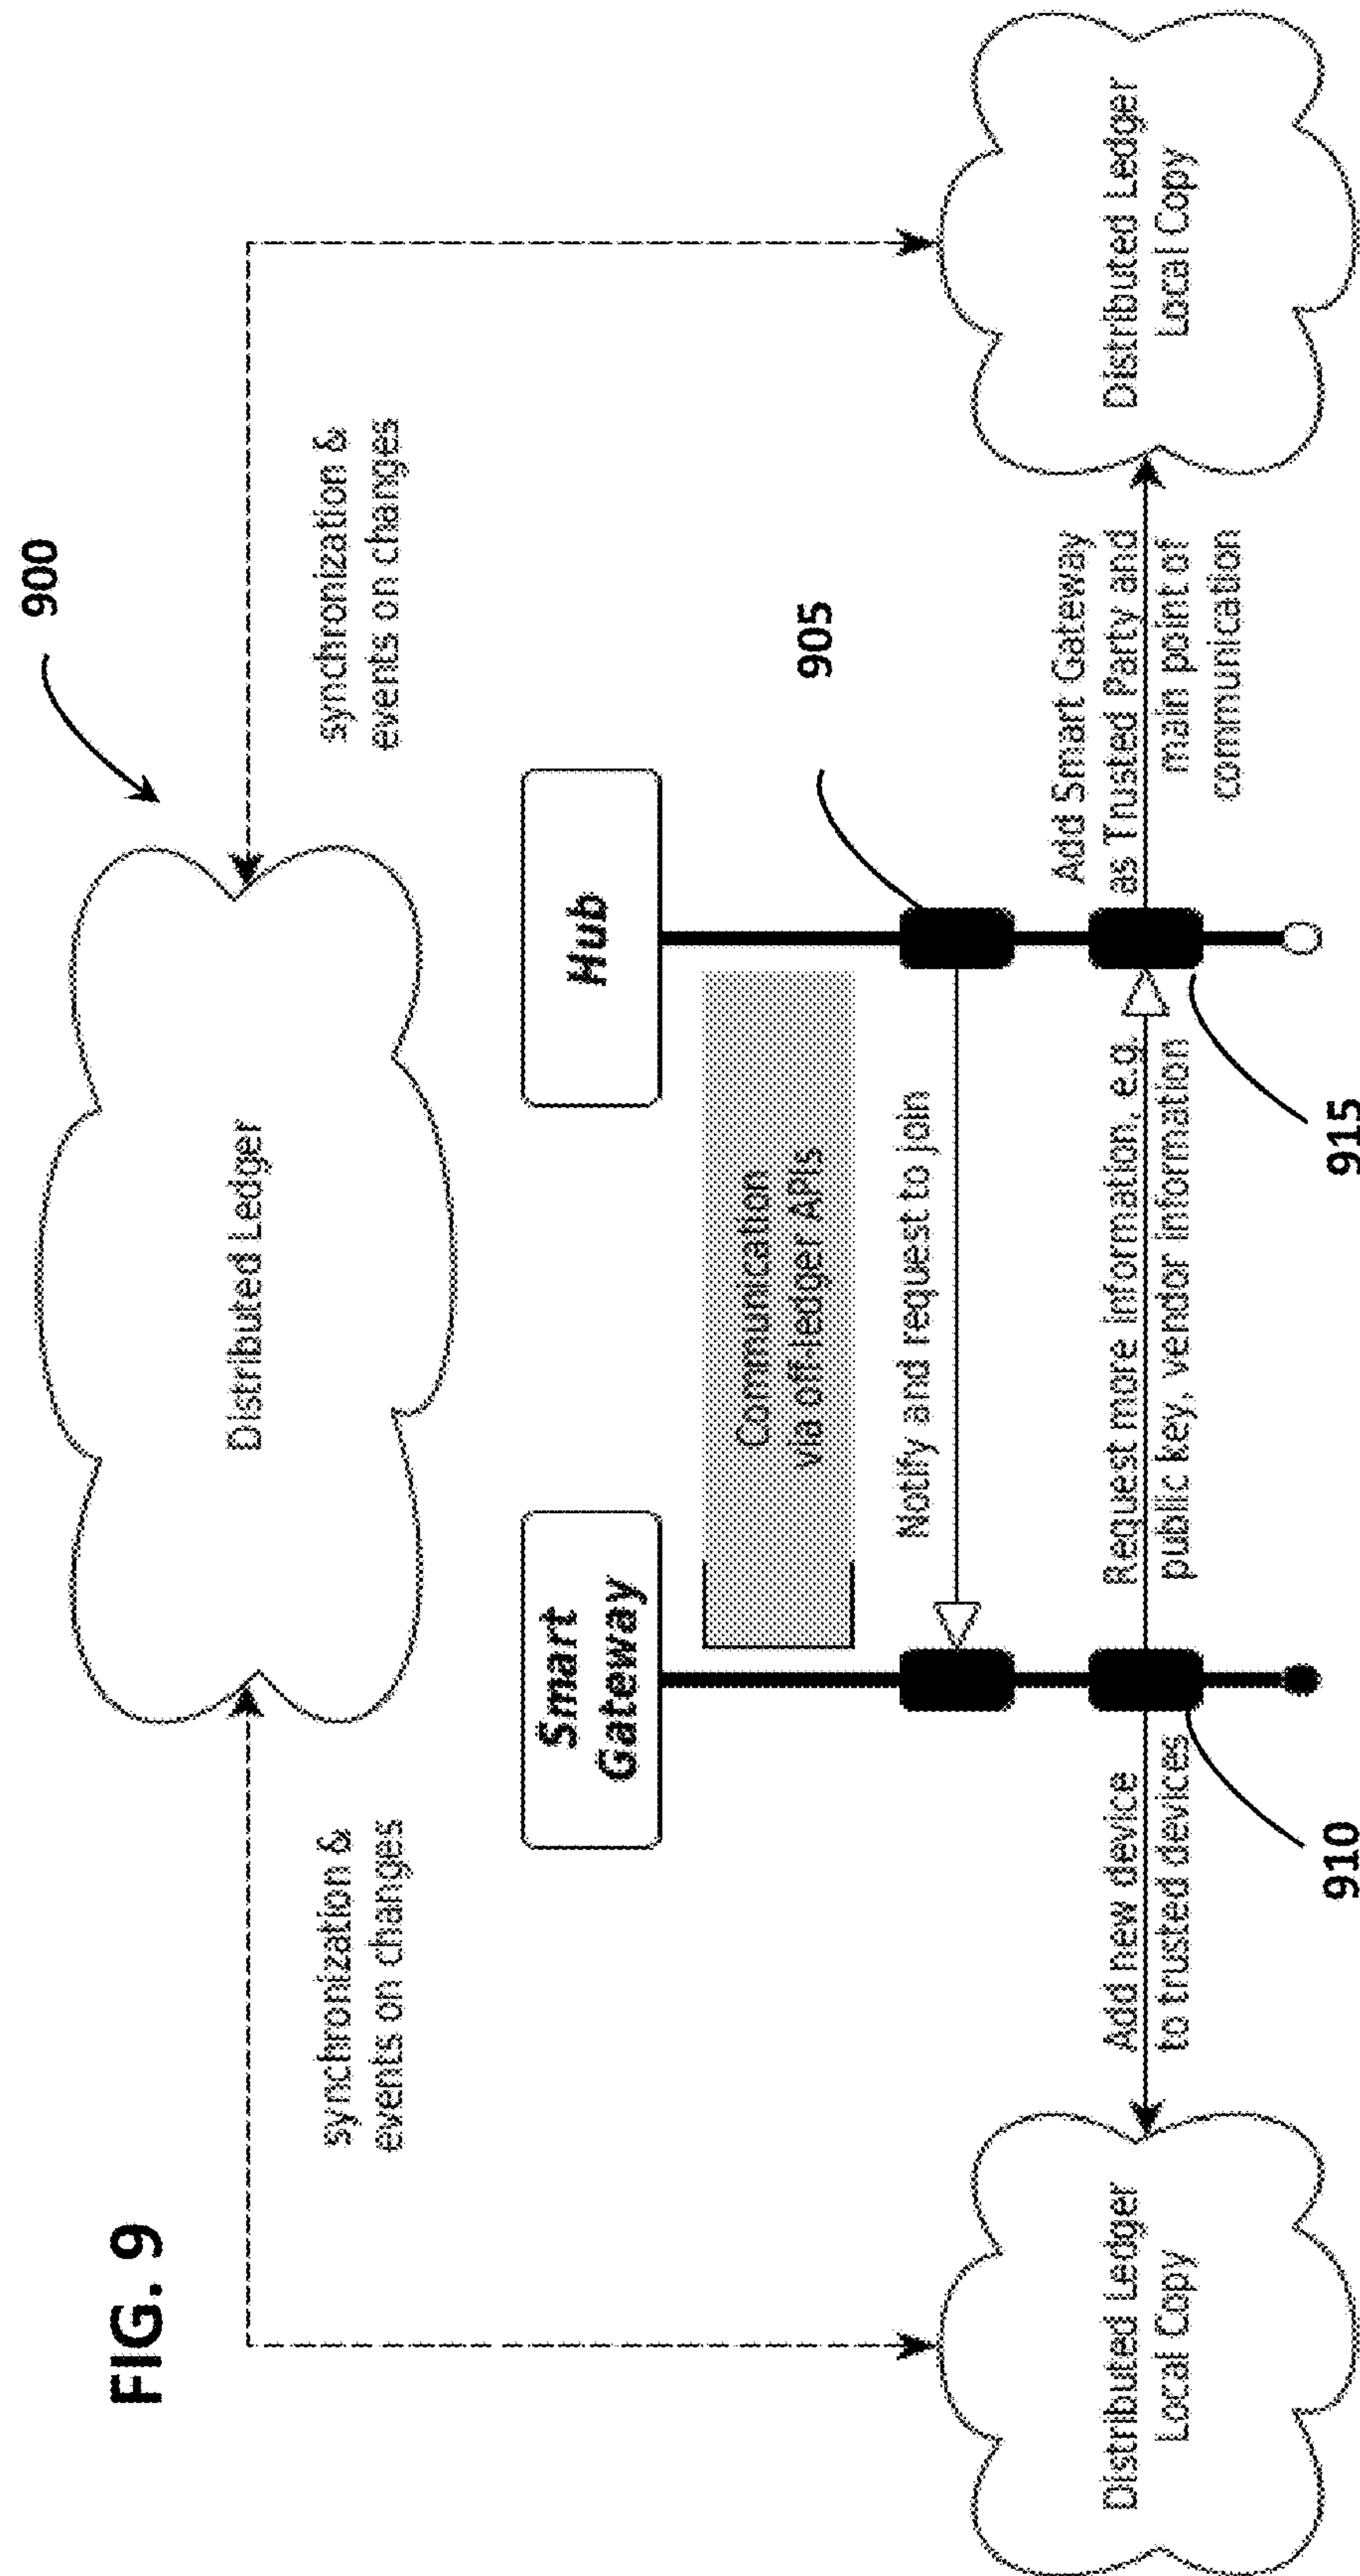 FIG. 9
900
Distributed Ledger
synchronization &
events on changes
synchronization &
events on changes
Smart
Gateway
Hub
Communication
via off-ledger APIs
905
Notify and request to join
Distributed Ledger
Local Copy
Add new device
to trusted devices
Request more information, e.g.
public key, vendor information
Add Smart Gateway
as Trusted Party and
main point of
communication
Distributed Ledger
Local Copy
910
915